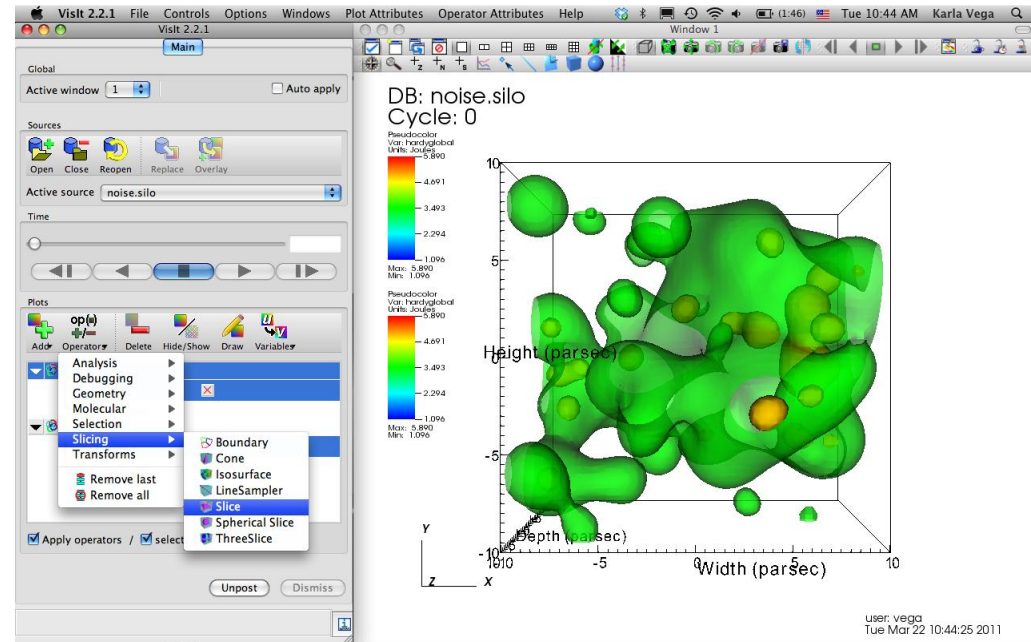 VisIt 2.2.1 File Controls Options Windows Plot Attributes Operator Attributes Help (1:46) Tue 10:44 AM Karla Vega
VisIt 2.2.1
Main
Global
Active window 1 Auto apply
Sources
Open Close Reopen Replace Overlay
Active source noise.silo
Time
Plots
op(u)
+/-
Add Operators Delete Hide/Show Draw Variables
Analysis
Debugging
Geometry
Molecular
Selection
Slicing
Transforms
Remove last
Remove all
Boundary
Cone
Isosurface
LineSampler
Slice
Spherical Slice
ThreeSlice
Apply operators / select
Unpost Dismiss
Window 1
DB: noise.silo
Cycle: 0
Pseudocolor
Var: hardyglobal
Units: Joules
5.890
4.691
3.493
2.294
1.096
Max: 5.890
Min: 1.096
Pseudocolor
Var: hardyglobal
Units: Joules
5.890
4.691
3.493
2.294
1.096
Max: 5.890
Min: 1.096
10
5
Height (parsec)
0
-5
Depth (parsec)
-10
-5 0 5 10
Width (parsec)
Y
Z X
user: vega
Tue Mar 22 10:44:25 2011